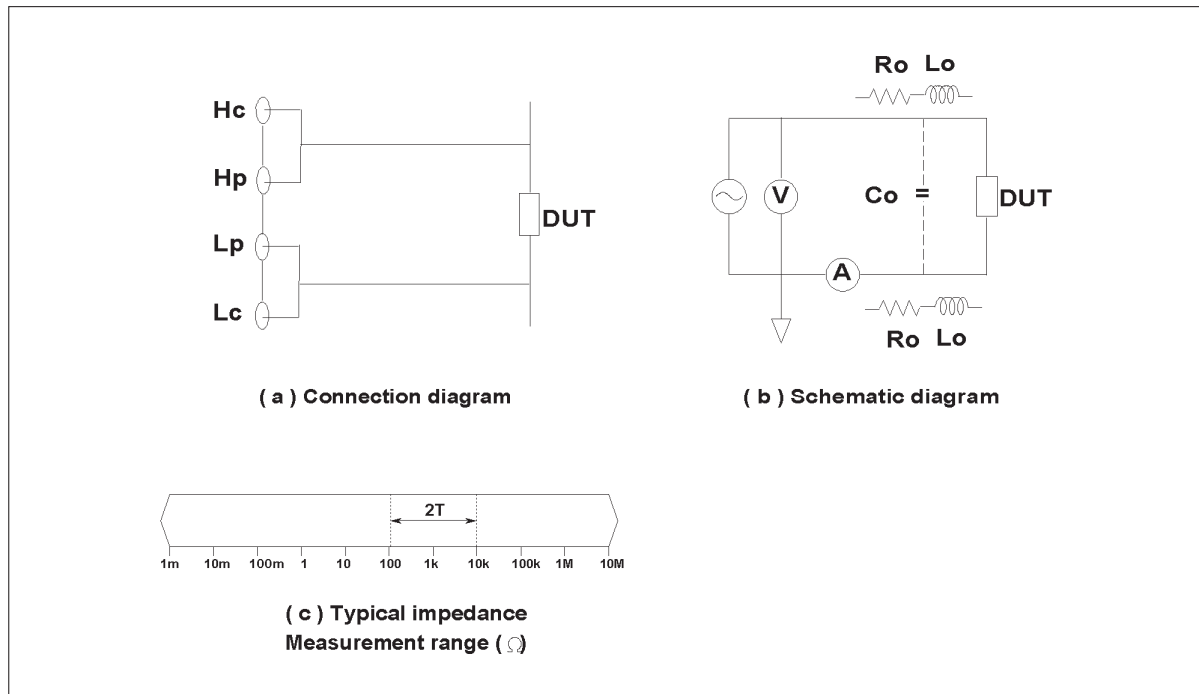 Hc
Hp
Lp
Lc
DUT
( a ) Connection diagram
Ro Lo
V
Co
DUT
A
Ro Lo
( b ) Schematic diagram
2T
1m 10m 100m 1 10 100 1k 10k 100k 1M 10M
( c ) Typical impedance
Measurement range ( Ω)